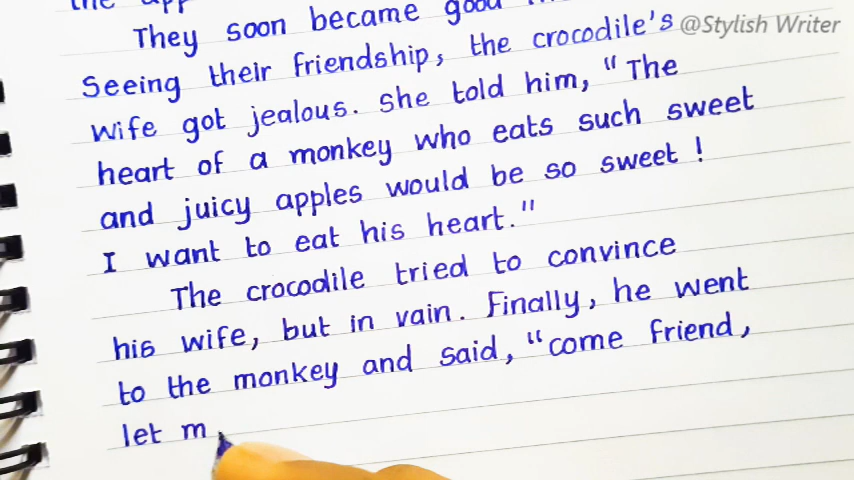 the app
They soon became good
Seeing their friendship, the crocodile's
wife got jealous. She told him, "The
heart of a monkey who eats such sweet
and juicy apples would be so sweet!
I want to eat his heart."
The crocodile tried to convince
his wife, but in vain. Finally, he went
to the monkey and said, "come friend,
let m
@Stylish Writer